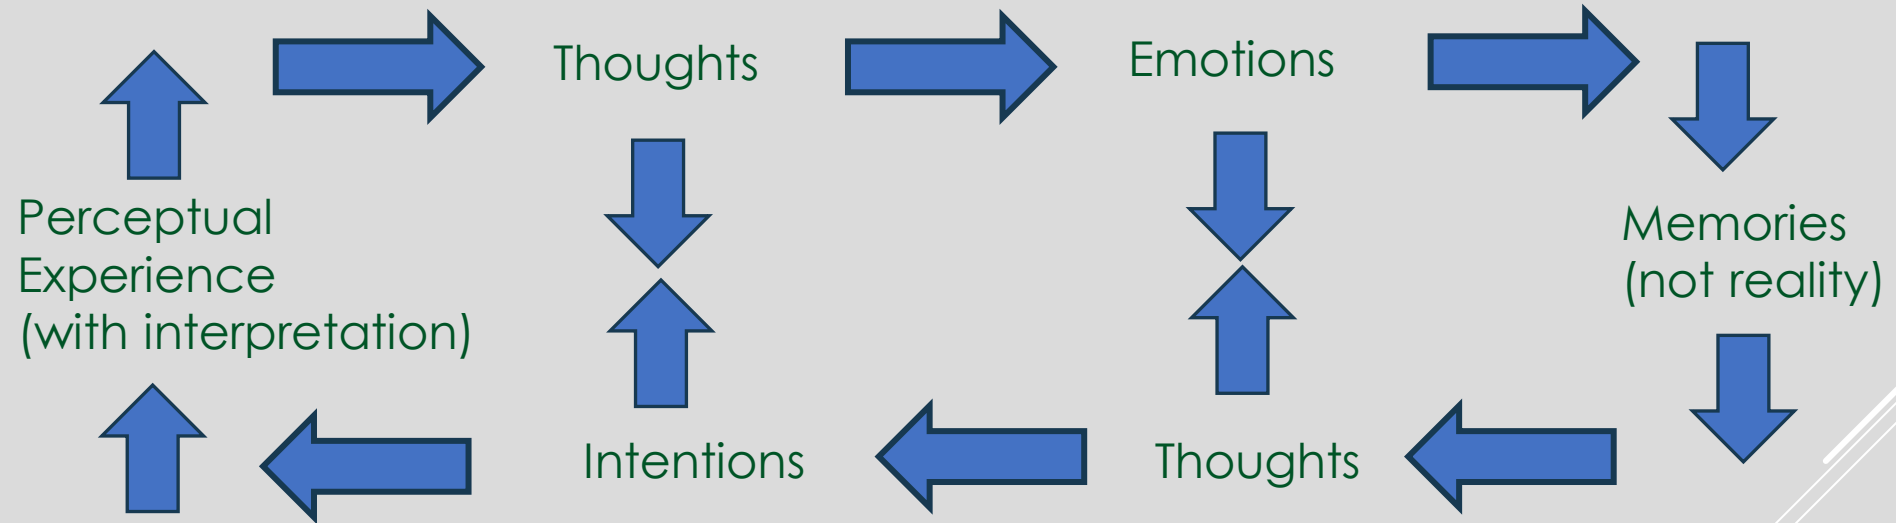 Thoughts
Emotions
Perceptual
Experience
(with interpretation)
Memories
(not reality)
Intentions
Thoughts